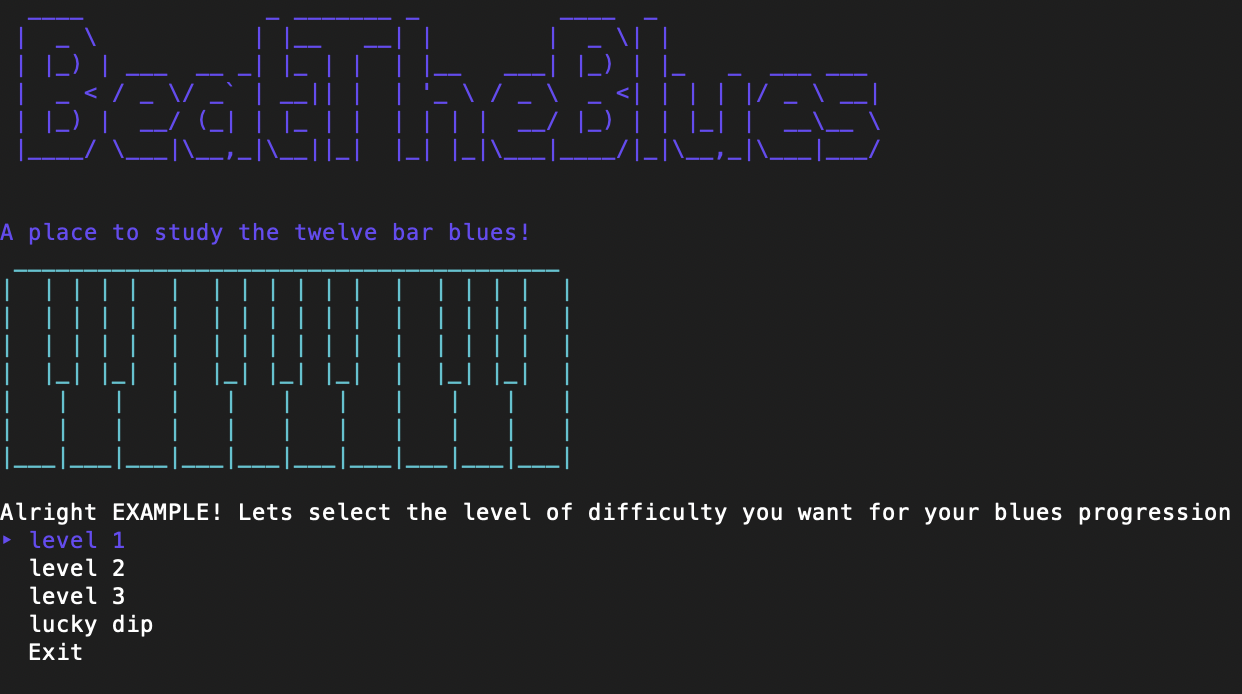 BeatTheBlues
A place to study the twelve bar blues!
Alright EXAMPLE! Lets select the level of difficulty you want for your blues progression
‣ level 1
level 2
level 3
lucky dip
Exit